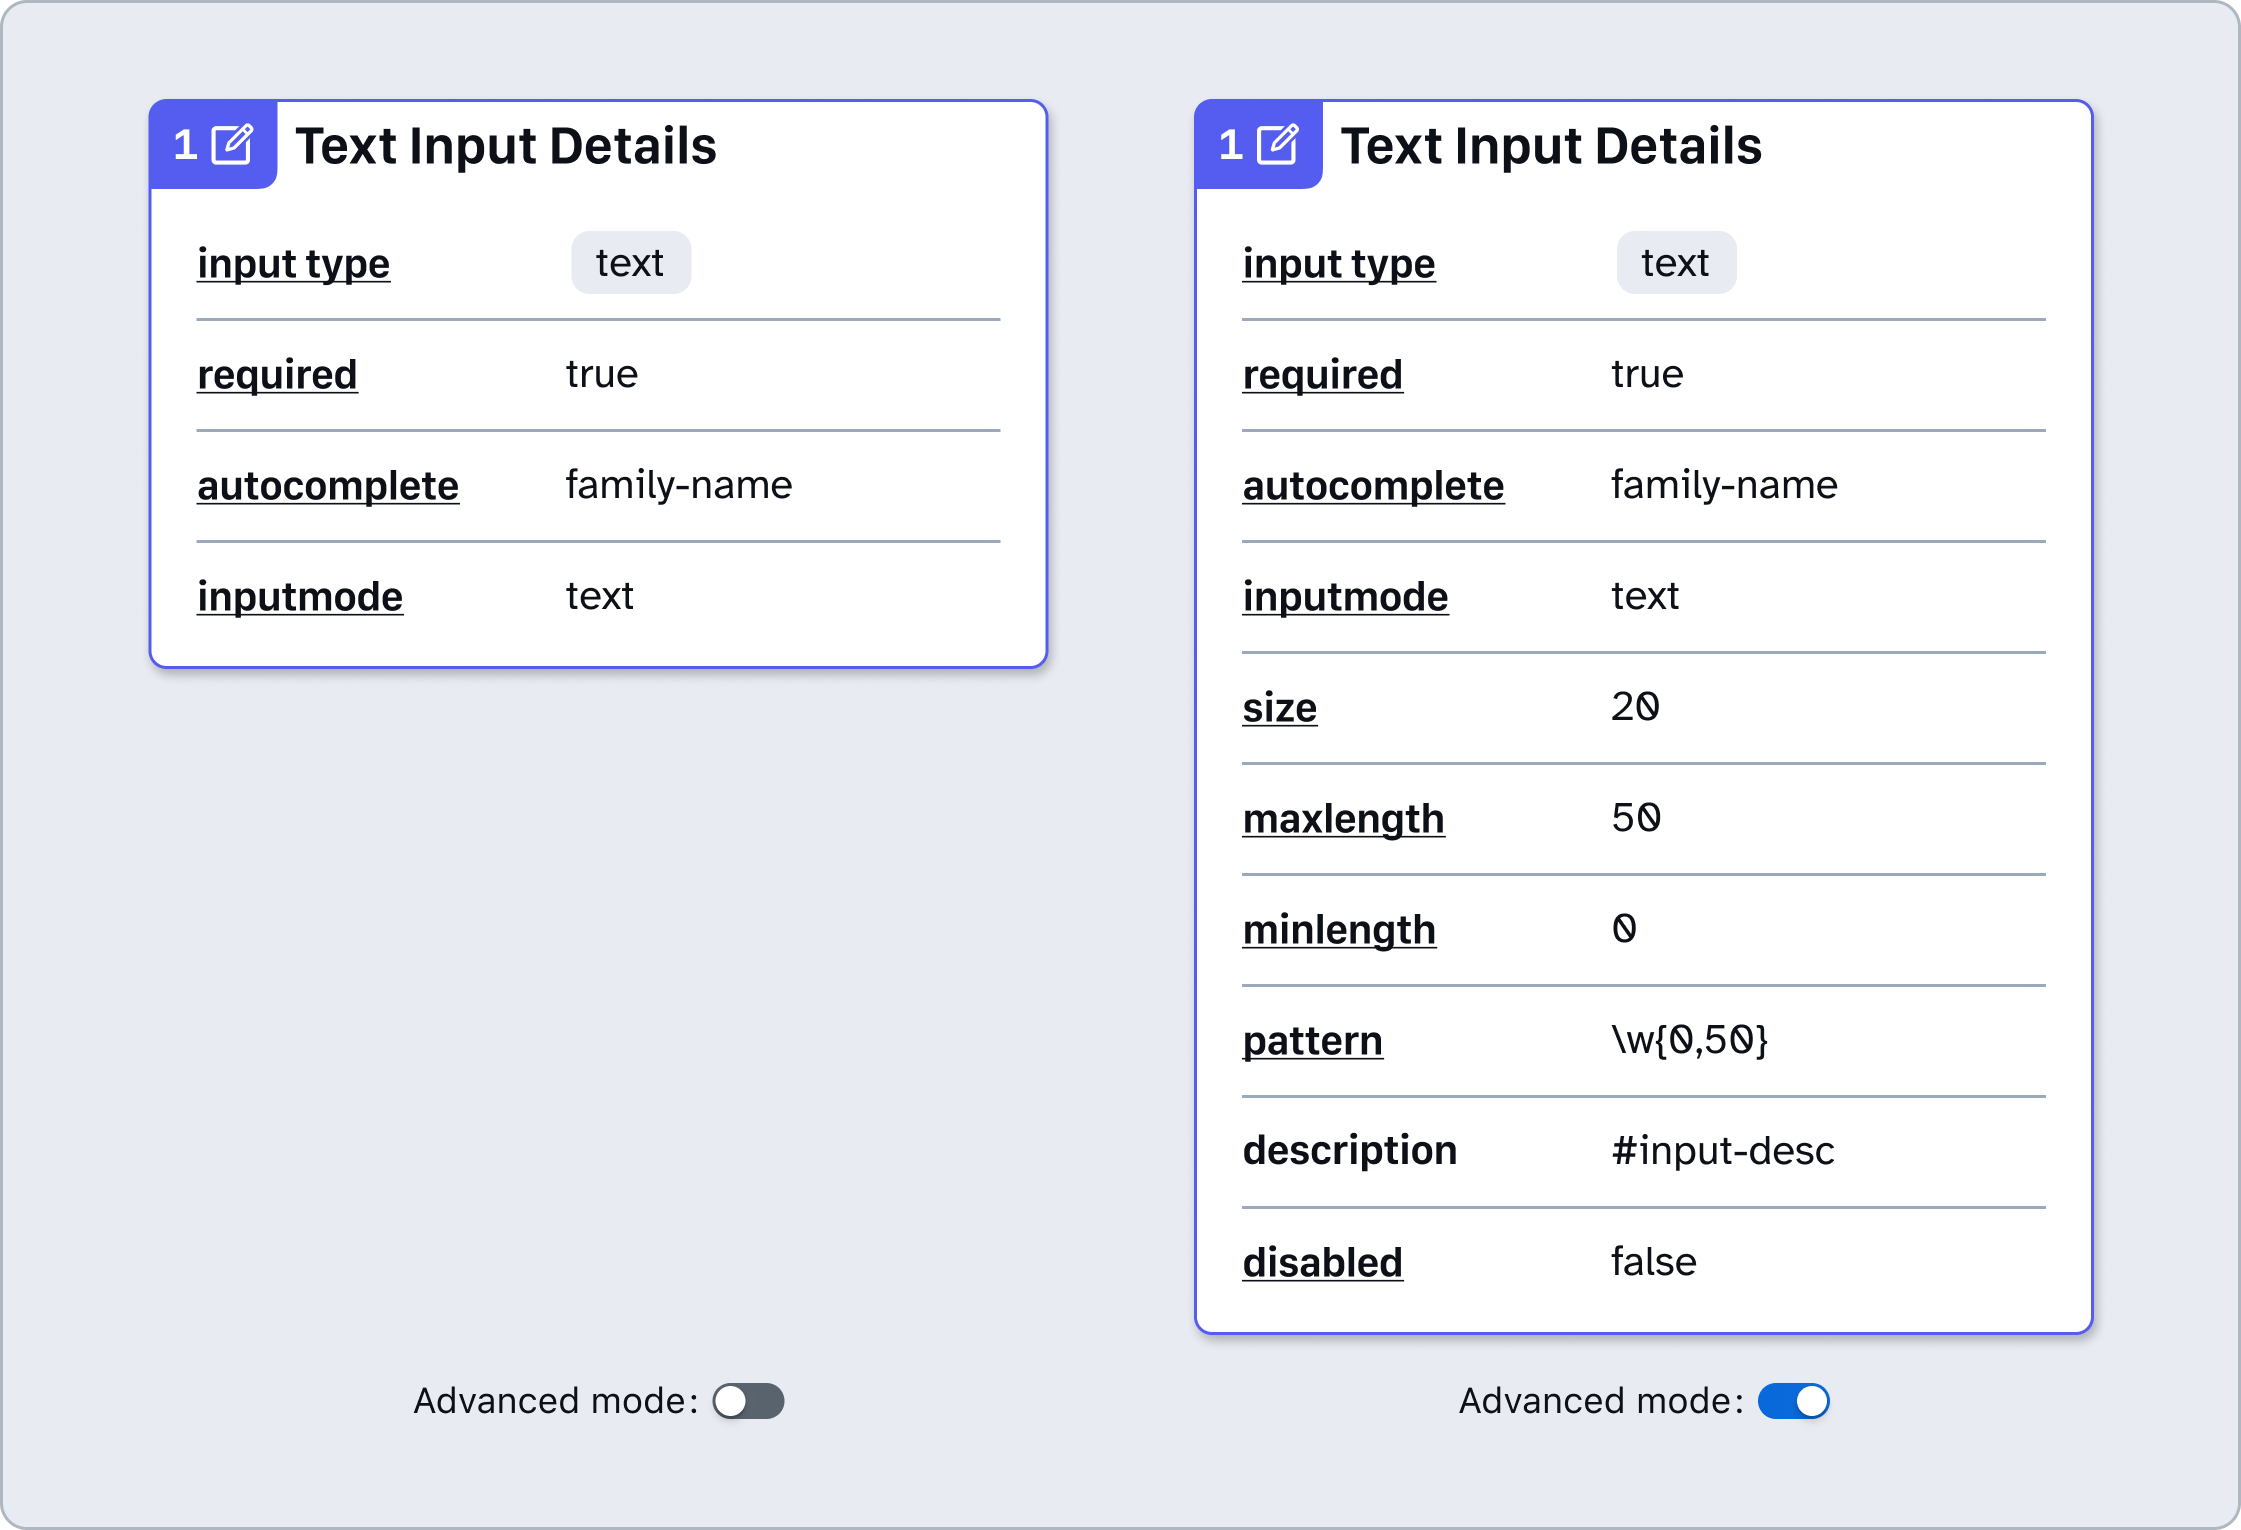 1 Text Input Details
input type text
required true
autocomplete family-name
inputmode text
Advanced mode:
1 Text Input Details
input type text
required true
autocomplete family-name
inputmode text
size 20
maxlength 50
minlength 0
pattern \w{0,50}
description #input-desc
disabled false
Advanced mode: